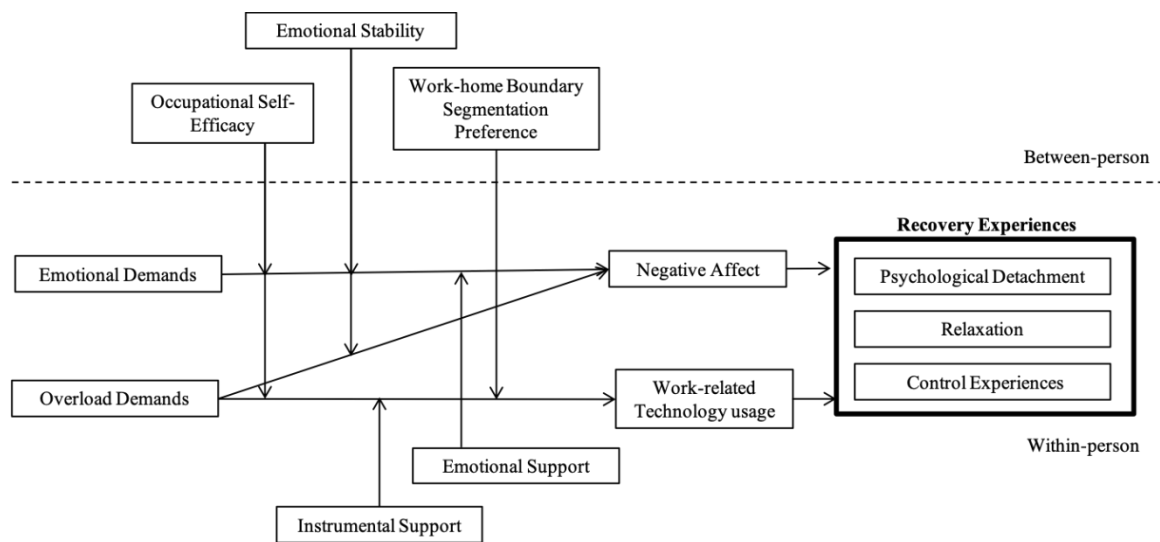 Emotional Stability
Occupational Self-
Efficacy
Work-home Boundary
Segmentation
Preference
Between-person
Recovery Experiences
Emotional Demands
Negative Affect
Psychological Detachment
Relaxation
Control Experiences
Overload Demands
Work-related
Technology usage
Within-person
Emotional Support
Instrumental Support